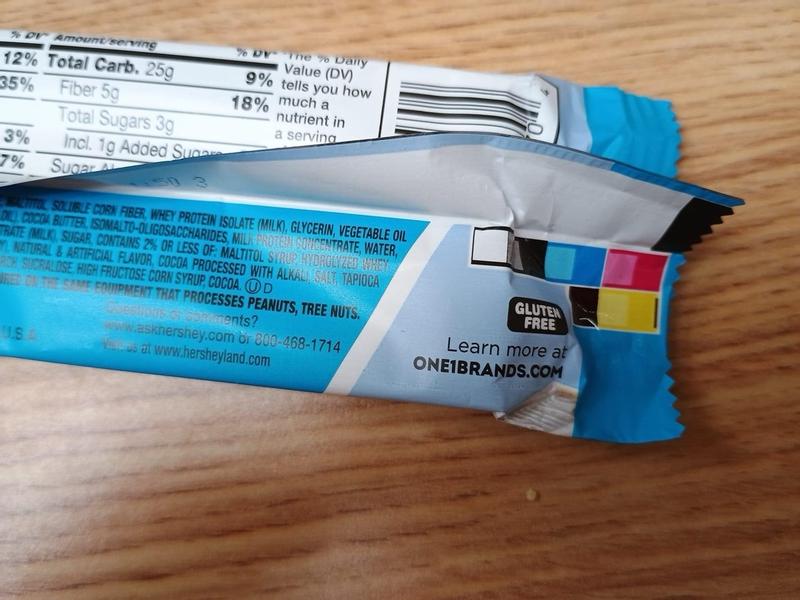 % DV* Amount/serving % DV*
12% Total Carb. 25g 9%
35% Fiber 5g 18%
Total Sugars 3g
3% Incl. 1g Added Sugars
7% Sugar
The % Daily
Value (DV)
tells you how
much a
nutrient in
a serving
MALTITOL, SOLUBLE CORN FIBER, WHEY PROTEIN ISOLATE (MILK), GLYCERIN, VEGETABLE OIL
OIL), COCOA BUTTER, ISOMALTO-OLIGOSACCHARIDES, MILK PROTEIN CONCENTRATE, WATER,
TRATE (MILK), SUGAR, CONTAINS 2% OR LESS OF: MALTITOL SYRUP, HYDROLYZED WHEY
NATURAL & ARTIFICIAL FLAVOR, COCOA PROCESSED WITH ALKALI, SALT, TAPIOCA
RCH, SUCRALOSE, HIGH FRUCTOSE CORN SYRUP, COCOA. U D
URED ON THE SAME EQUIPMENT THAT PROCESSES PEANUTS, TREE NUTS.
Questions or comments?
www.askhershey.com or 800-468-1714
Visit us at www.hersheyland.com
U.S.A.
GLUTEN
FREE
Learn more at
ONE1BRANDS.COM